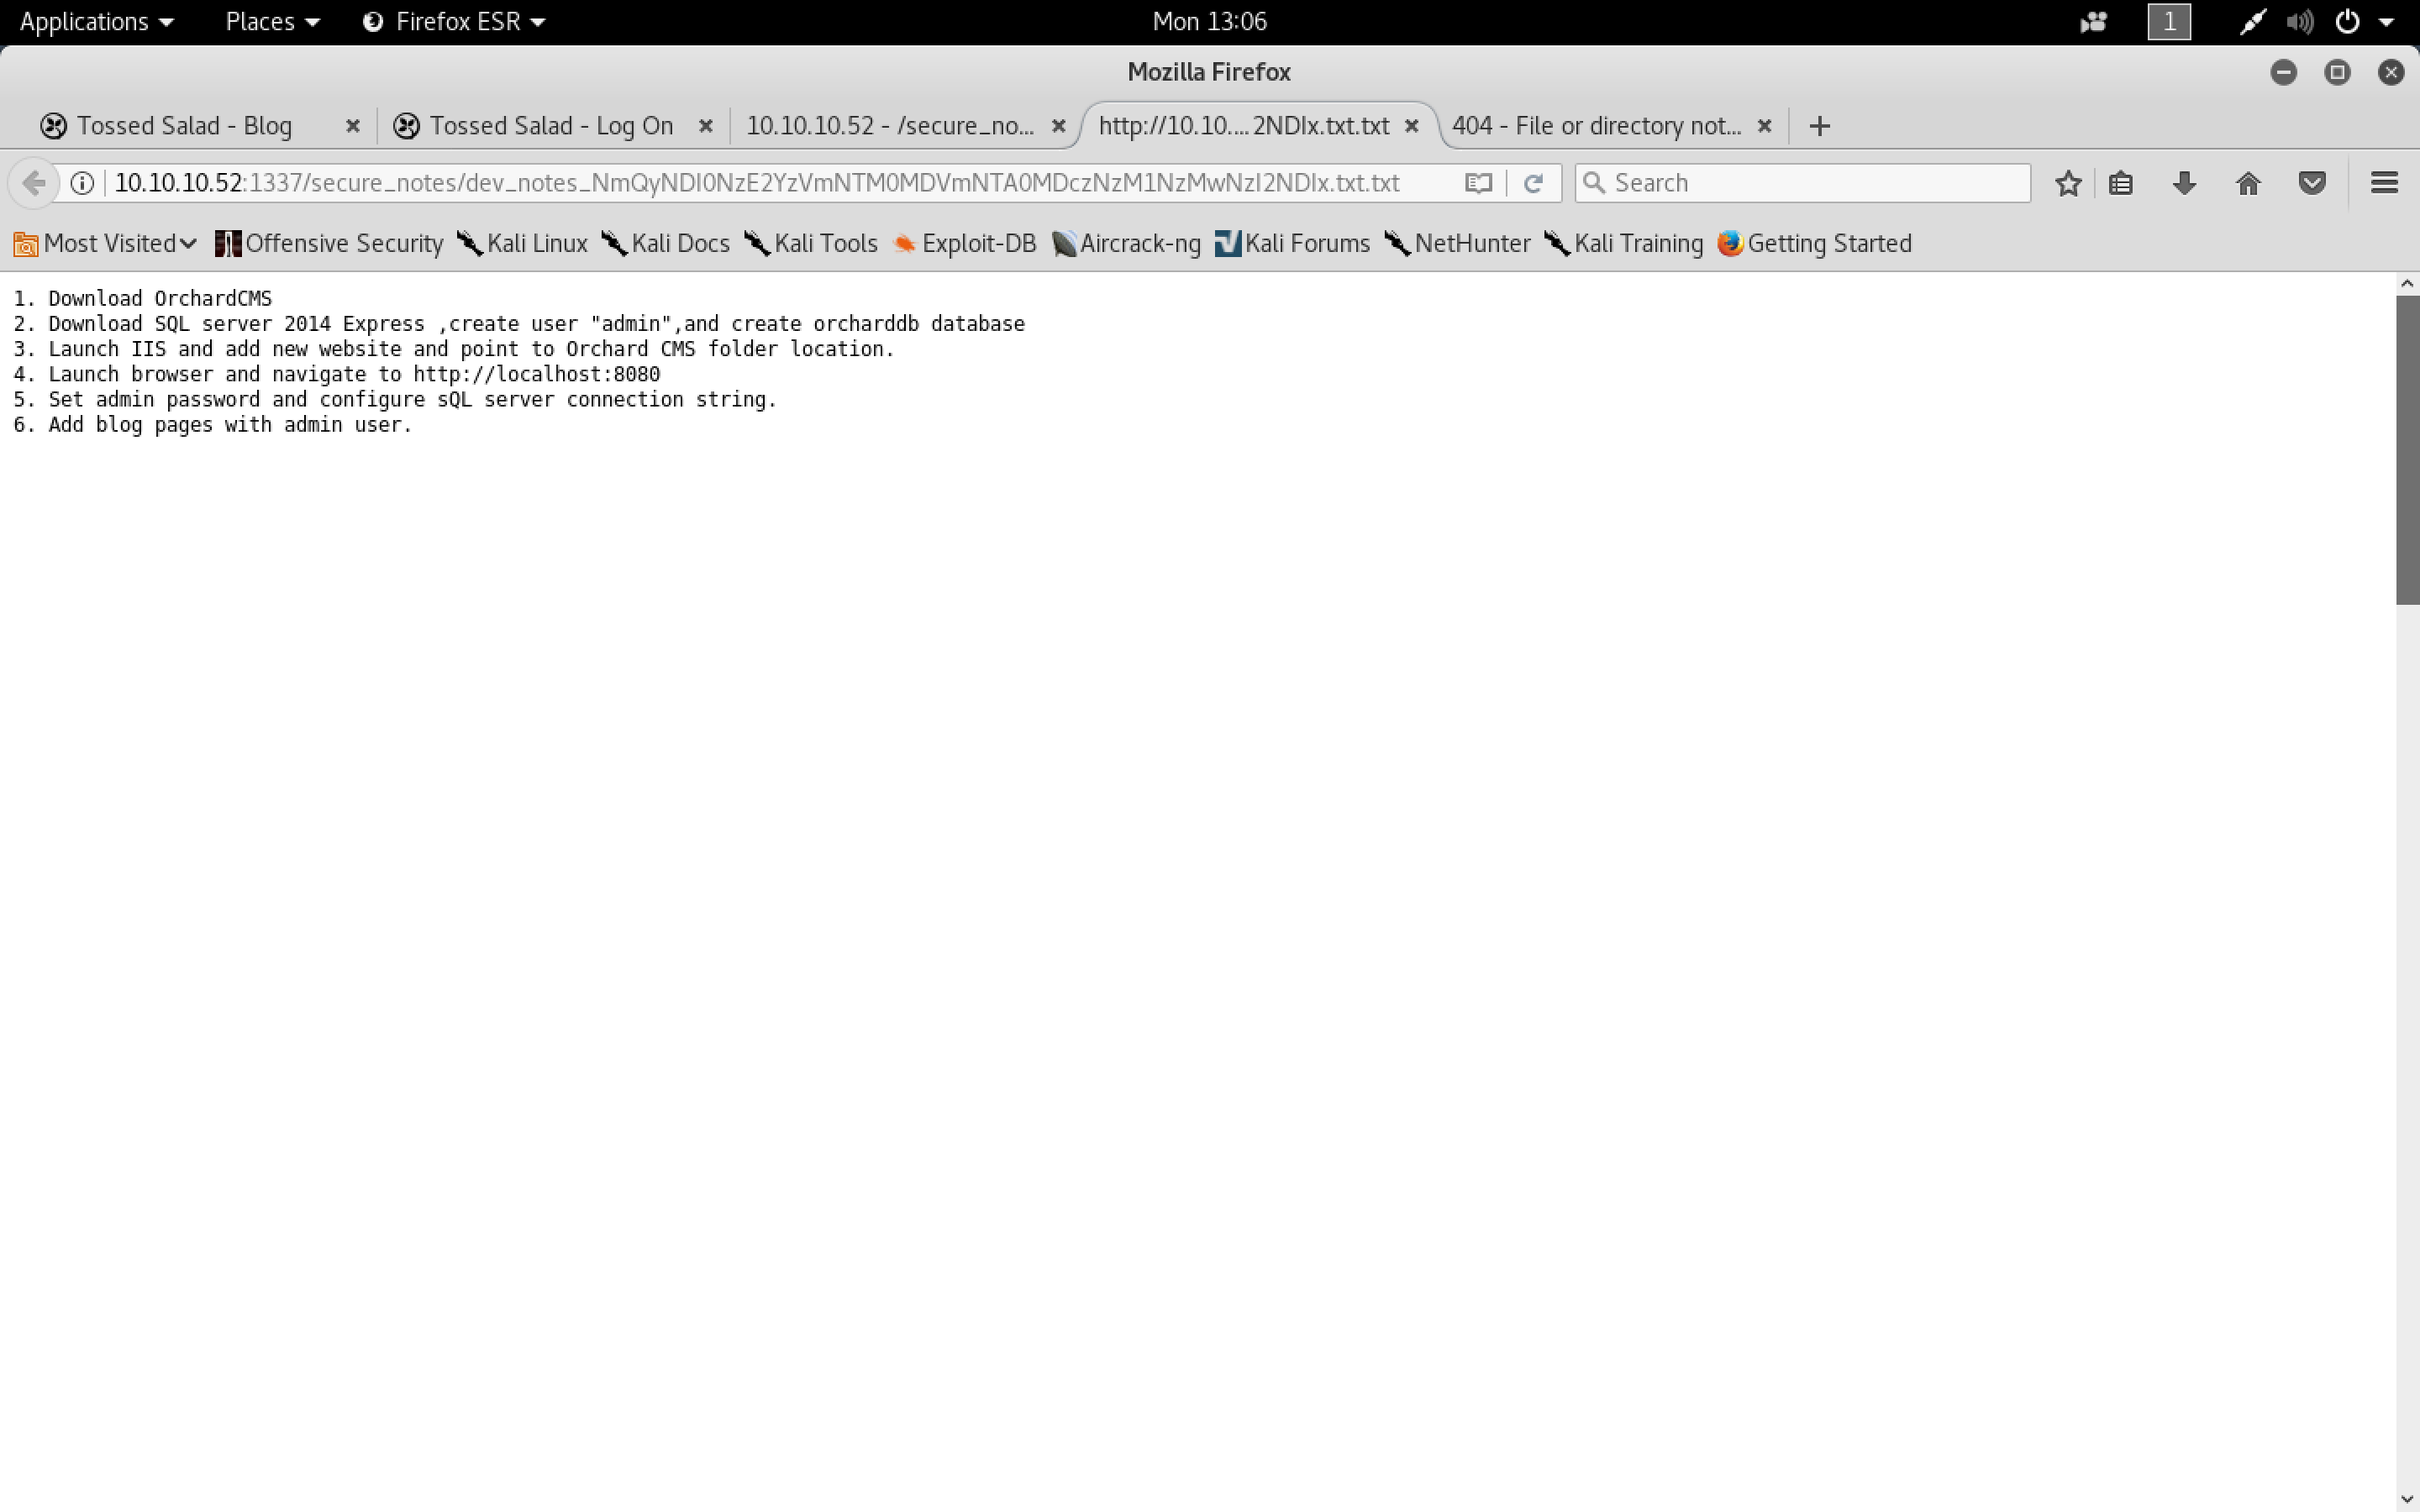 Applications Places Firefox ESR Mon 13:06 1
Mozilla Firefox
Tossed Salad - Blog Tossed Salad - Log On 10.10.10.52 - /secure_no... http://10.10....2NDIx.txt.txt 404 - File or directory not...
10.10.10.52:1337/secure_notes/dev_notes_NmQyNDI0NzE2YzVmNTM0MDVmNTA0MDczNzM1NzMwNzI2NDIx.txt.txt Search
Most Visited Offensive Security Kali Linux Kali Docs Kali Tools Exploit-DB Aircrack-ng Kali Forums NetHunter Kali Training Getting Started
1. Download OrchardCMS
2. Download SQL server 2014 Express ,create user "admin",and create orcharddb database
3. Launch IIS and add new website and point to Orchard CMS folder location.
4. Launch browser and navigate to http://localhost:8080
5. Set admin password and configure sQL server connection string.
6. Add blog pages with admin user.